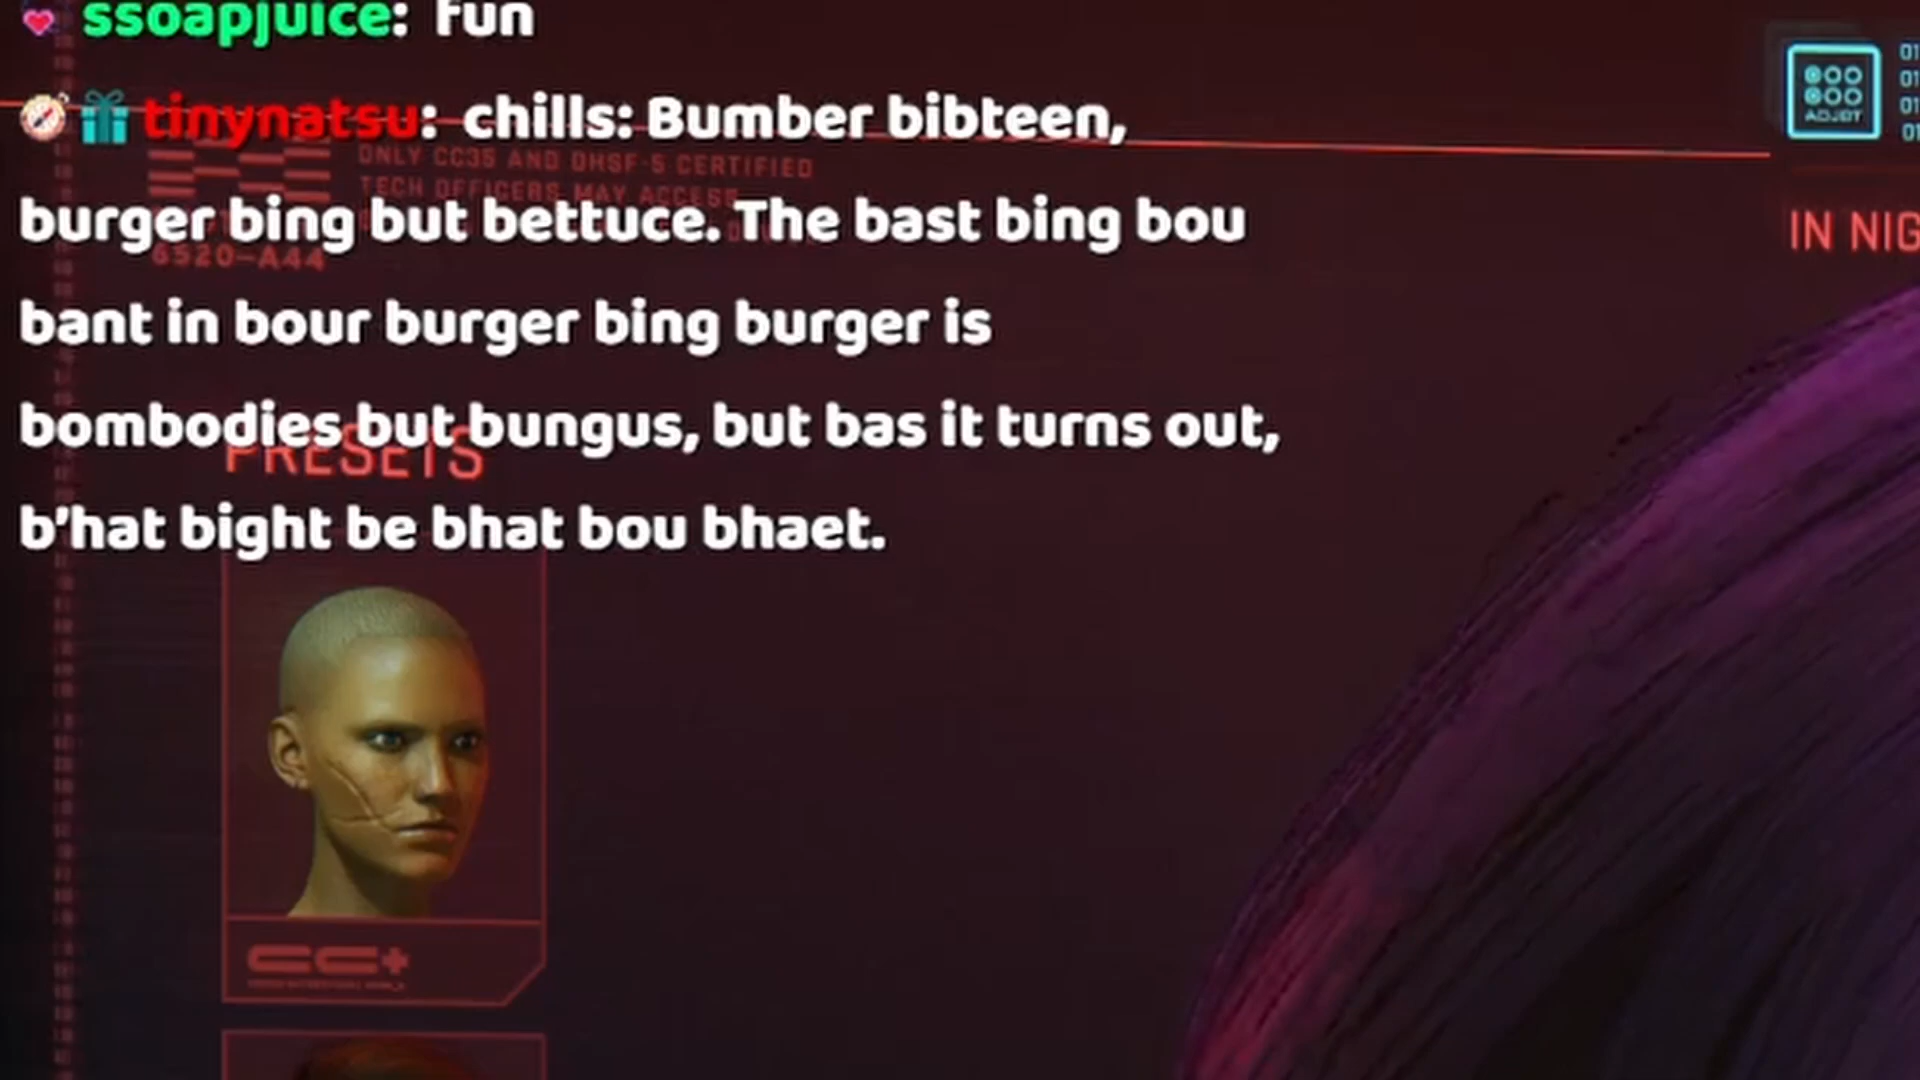 ssoapjuice: fun
tinynatsu: chills: Bumber bibteen,
burger bing but bettuce. The bast bing bou
bant in bour burger bing burger is
bombodies but bungus, but bas it turns out,
b'hat bight be bhat bou bhaet.
ONLY CC35 AND DHSF-5 CERTIFIED
TECH OFFICERS MAY ACCESS
6520-A44
PRESETS
CC+
ADJBT
IN NIG